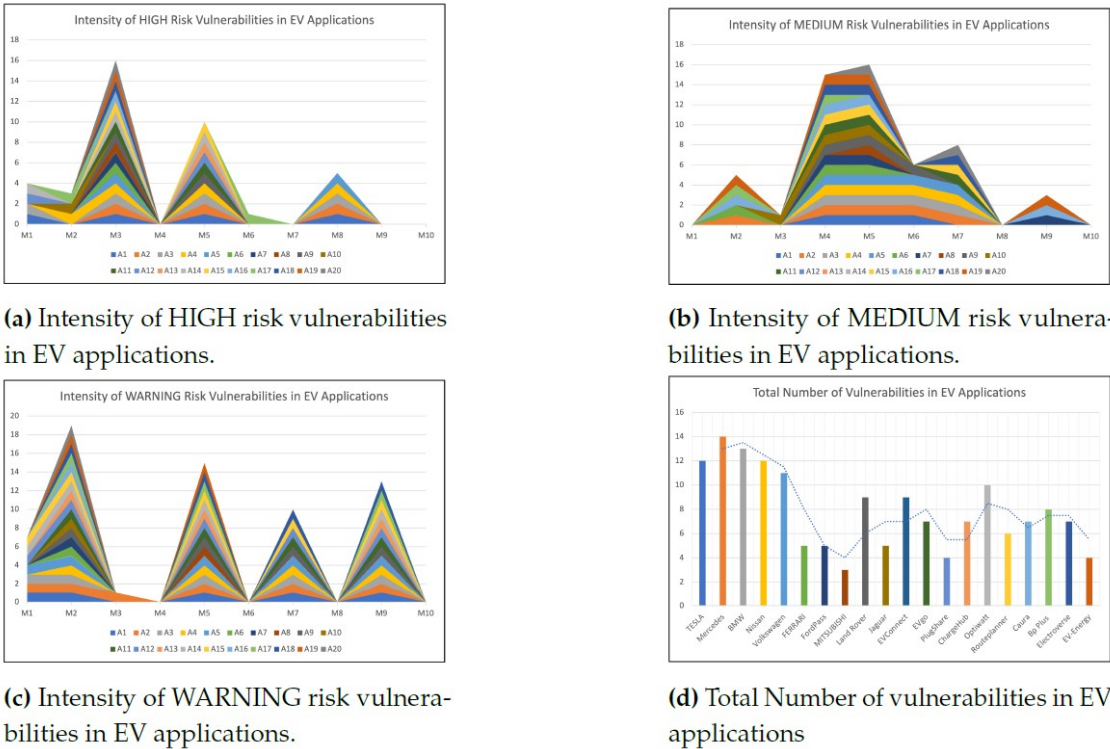 Intensity of HIGH Risk Vulnerabilities in EV Applications
18
16
14
12
10
8
6
4
2
0
M1 M2 M3 M4 M5 M6 M7 M8 M9 M10
A1 A2 A3 A4 A5 A6 A7 A8 A9 A10
A11 A12 A13 A14 A15 A16 A17 A18 A19 A20
(a) Intensity of HIGH risk vulnerabilities
in EV applications.
Intensity of MEDIUM Risk Vulnerabilities in EV Applications
18
16
14
12
10
8
6
4
2
0
M1 M2 M3 M4 M5 M6 M7 M8 M9 M10
A1 A2 A3 A4 A5 A6 A7 A8 A9 A10
A11 A12 A13 A14 A15 A16 A17 A18 A19 A20
(b) Intensity of MEDIUM risk vulnera-
bilities in EV applications.
Intensity of WARNING Risk Vulnerabilities in EV Applications
20
18
16
14
12
10
8
6
4
2
0
M1 M2 M3 M4 M5 M6 M7 M8 M9 M10
A1 A2 A3 A4 A5 A6 A7 A8 A9 A10
A11 A12 A13 A14 A15 A16 A17 A18 A19 A20
(c) Intensity of WARNING risk vulnera-
bilities in EV applications.
Total Number of Vulnerabilities in EV Applications
16
14
12
10
8
6
4
2
0
TESLA
Mercedes
BMW
Nissan
Volkswagen
FERRARI
FordPass
MITSUBISHI
Land Rover
Jaguar
EVConnect
EVgo
PlugShare
ChargeHub
Optiwatt
Routeplanner
Caura
Bp Plus
Electroverse
EV-Energy
(d) Total Number of vulnerabilities in EV
applications